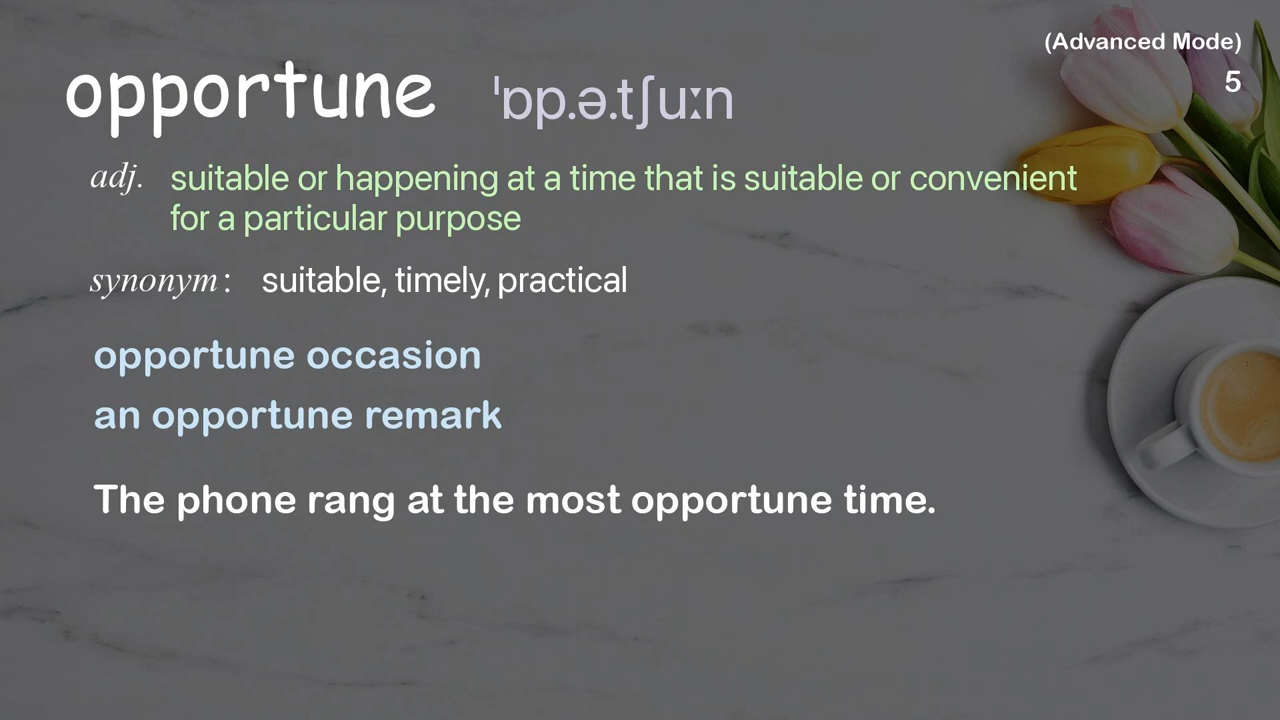 (Advanced Mode)
5
opportune ˈɒp.ə.tʃuːn
adj. suitable or happening at a time that is suitable or convenient
for a particular purpose
synonym: suitable, timely, practical
opportune occasion
an opportune remark
The phone rang at the most opportune time.